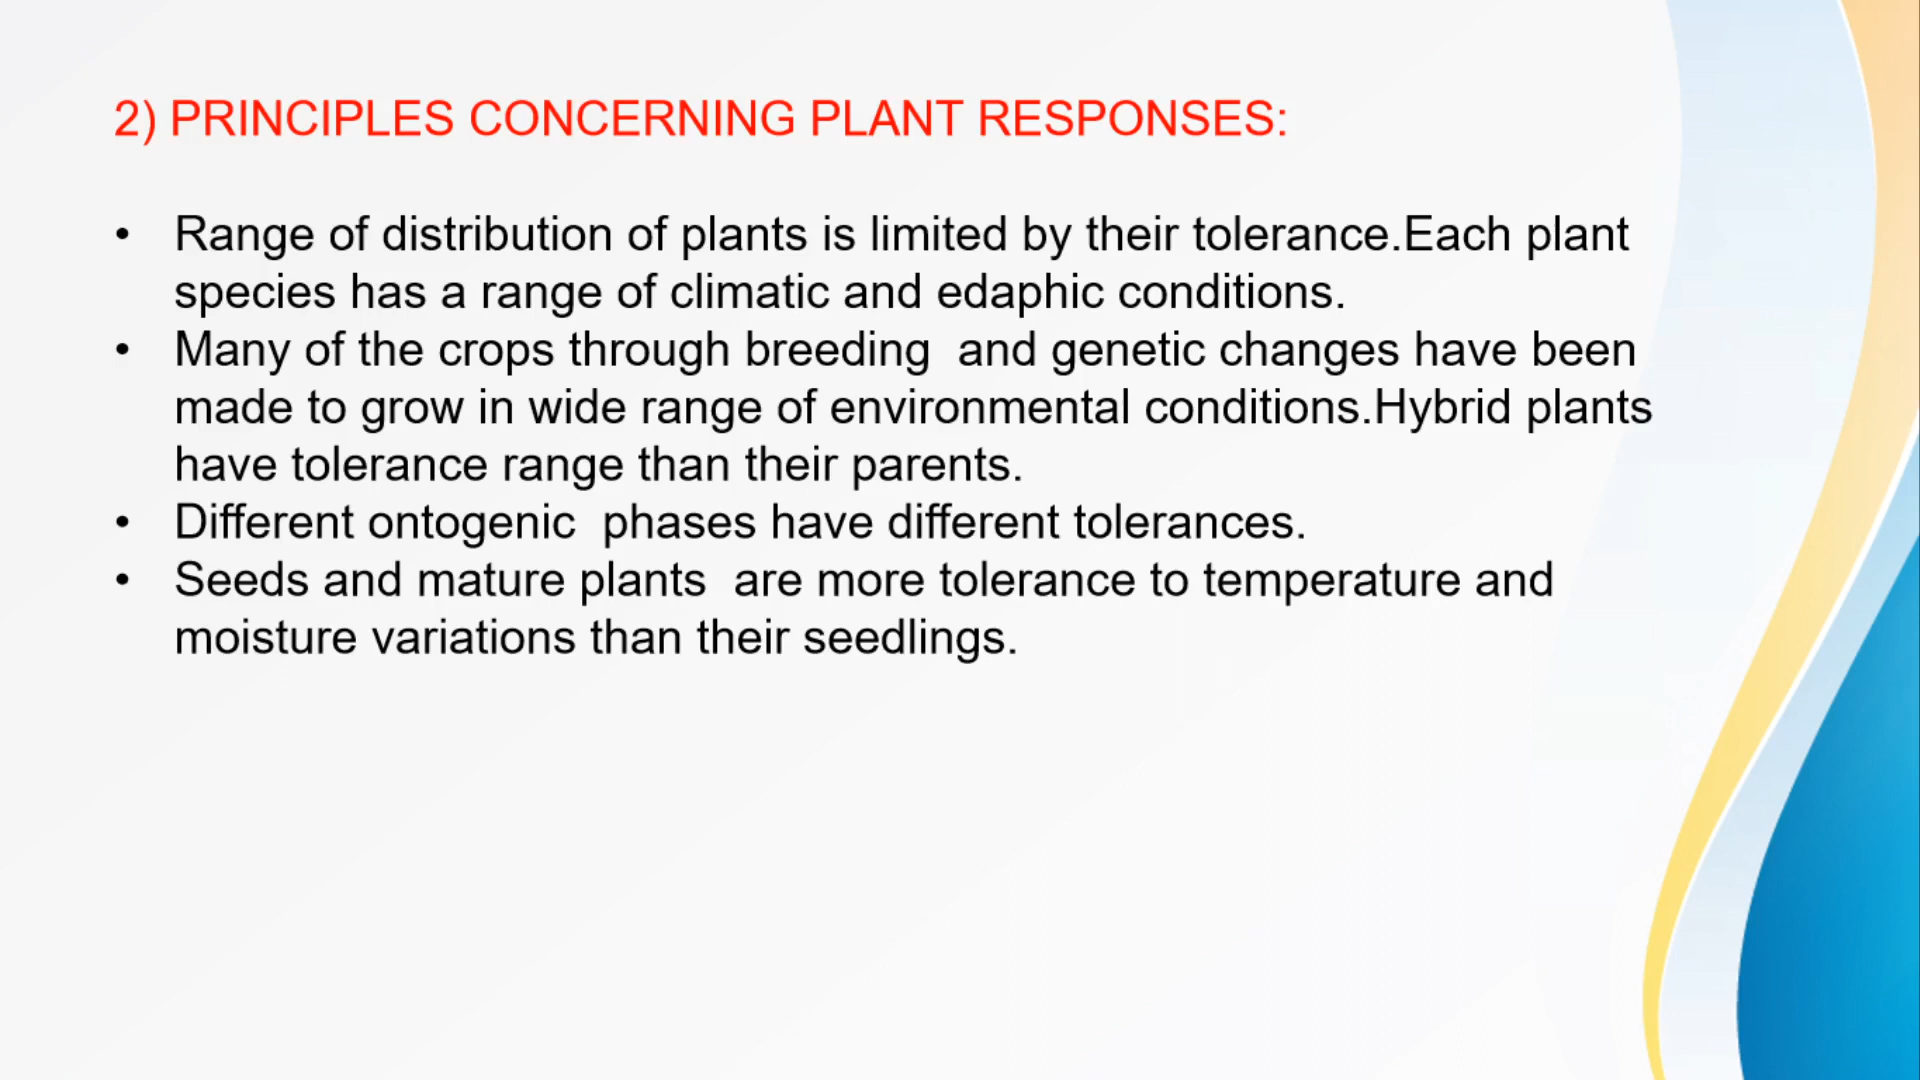 2) PRINCIPLES CONCERNING PLANT RESPONSES:
• Range of distribution of plants is limited by their tolerance.Each plant
species has a range of climatic and edaphic conditions.
• Many of the crops through breeding  and genetic changes have been
made to grow in wide range of environmental conditions.Hybrid plants
have tolerance range than their parents.
• Different ontogenic  phases have different tolerances.
• Seeds and mature plants  are more tolerance to temperature and
moisture variations than their seedlings.